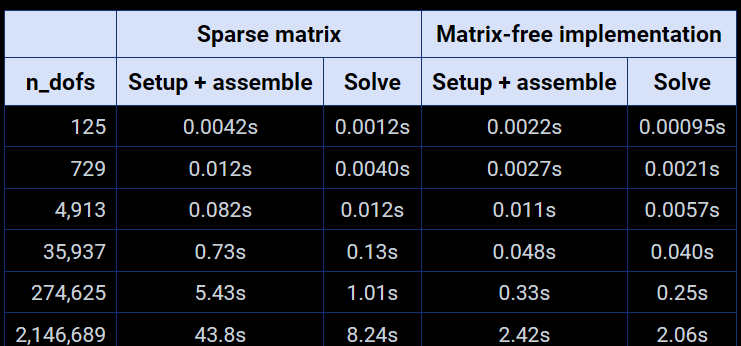 Sparse matrix Matrix-free implementation
n_dofs Setup + assemble Solve Setup + assemble Solve
125 0.0042s 0.0012s 0.0022s 0.00095s
729 0.012s 0.0040s 0.0027s 0.0021s
4,913 0.082s 0.012s 0.011s 0.0057s
35,937 0.73s 0.13s 0.048s 0.040s
274,625 5.43s 1.01s 0.33s 0.25s
2,146,689 43.8s 8.24s 2.42s 2.06s